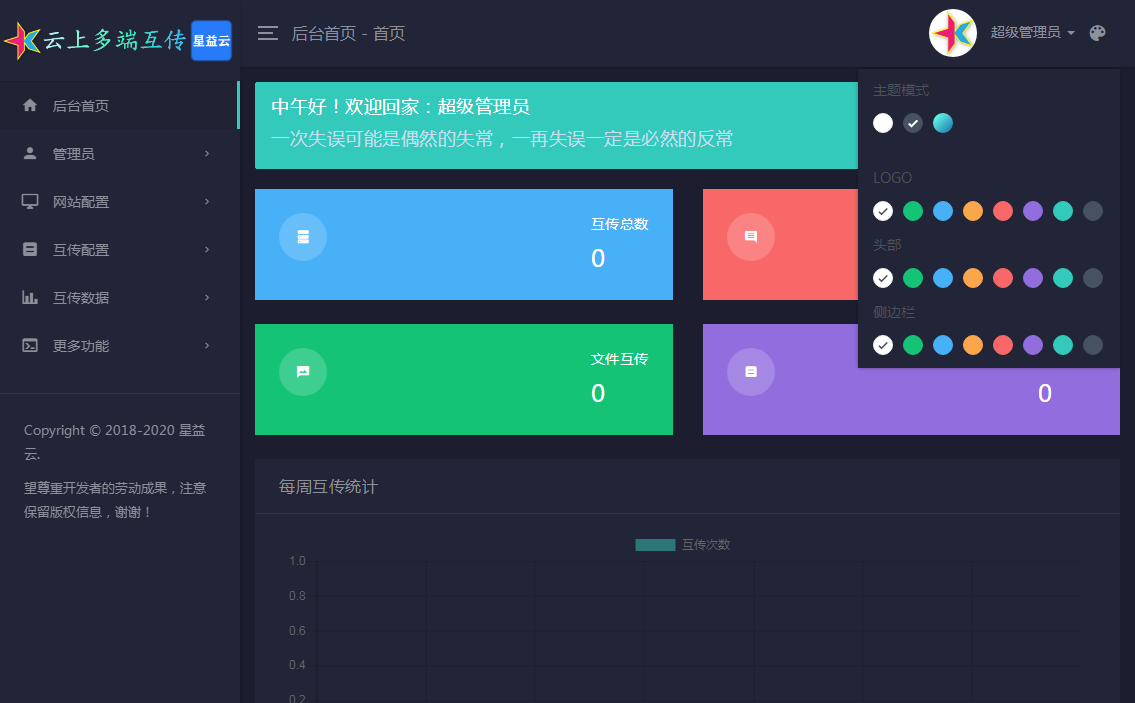 云上多端互传 星益云
后台首页 - 首页
超级管理员
后台首页
管理员
网站配置
互传配置
互传数据
更多功能
Copyright © 2018-2020 星益
云.
望尊重开发者的劳动成果，注意
保留版权信息，谢谢！
中午好！欢迎回家：超级管理员
一次失误可能是偶然的失常，一再失误一定是必然的反常
主题模式
LOGO
头部
侧边栏
互传总数
0
文件互传
0
0
每周互传统计
互传次数
1.0
0.8
0.6
0.4
0.2